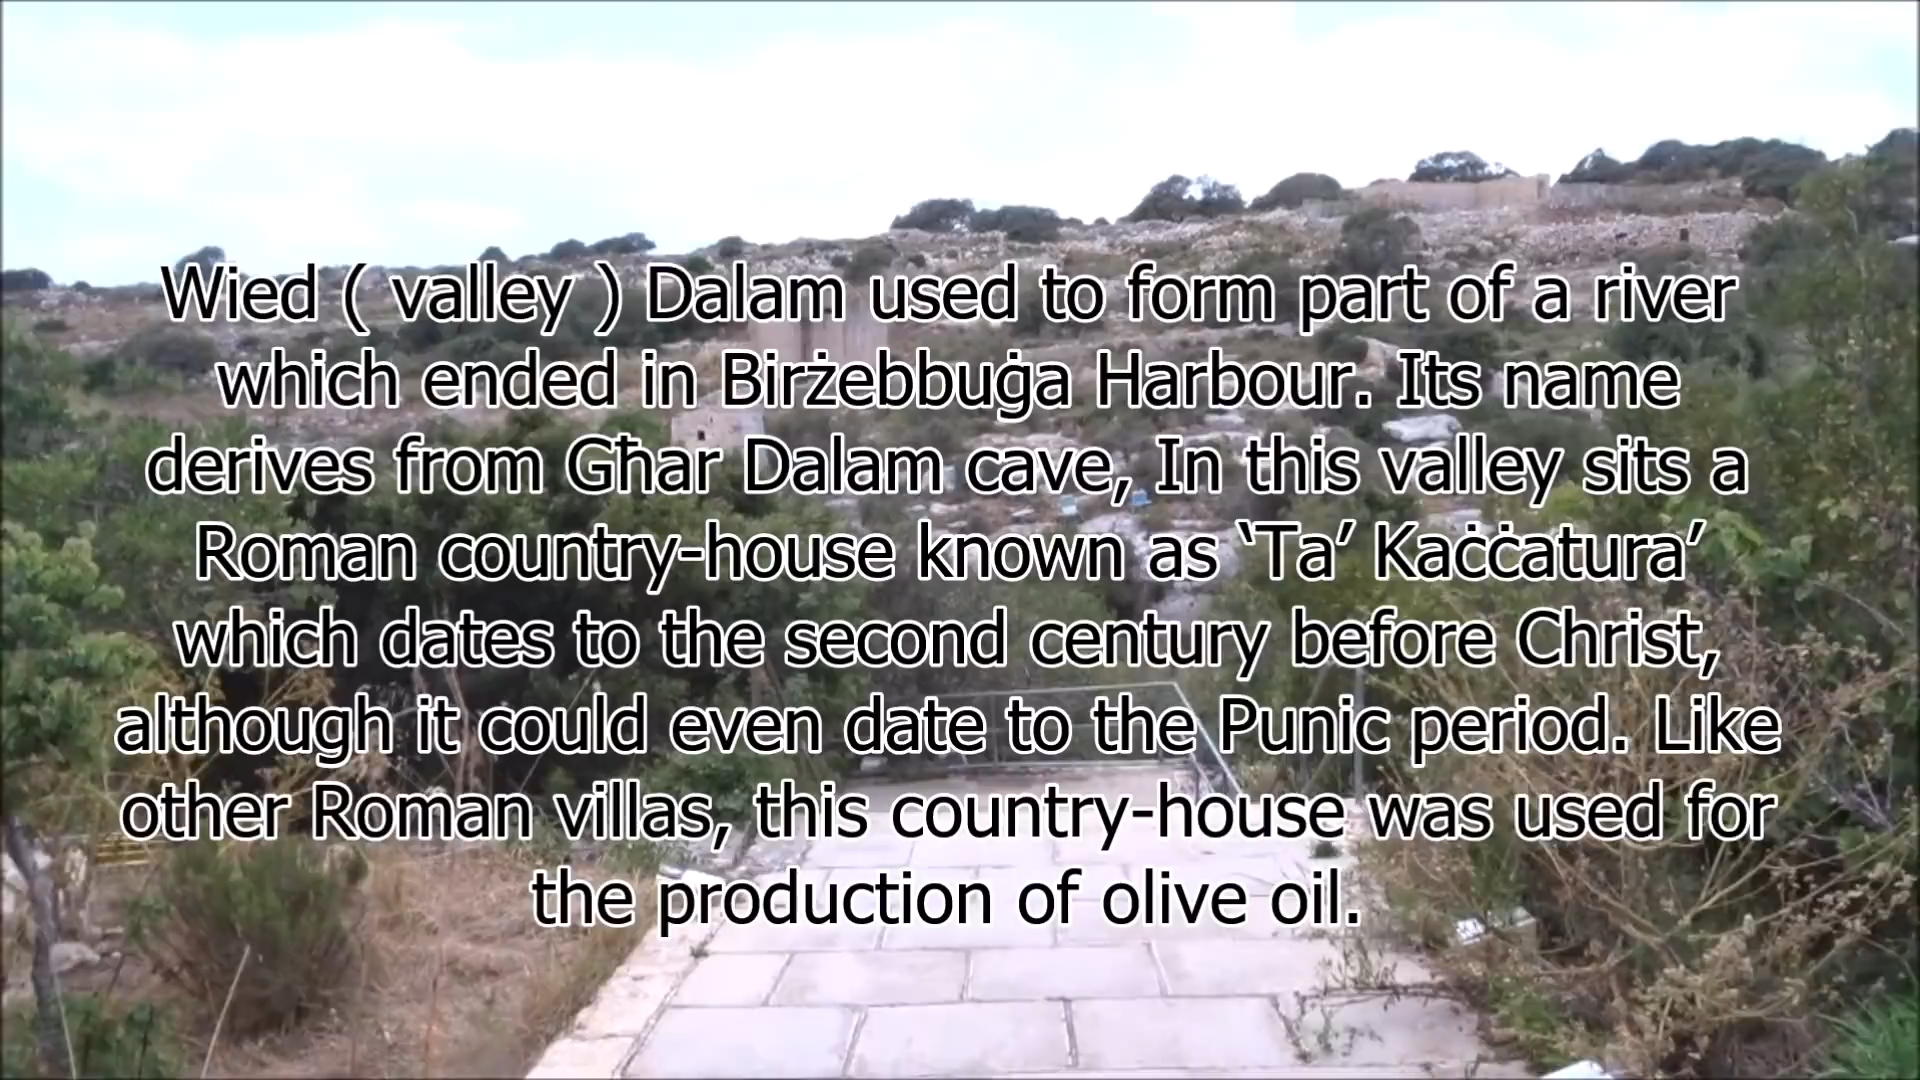 Wied ( valley ) Dalam used to form part of a river
which ended in Birżebbuġa Harbour. Its name
derives from Għar Dalam cave, In this valley sits a
Roman country-house known as ‘Ta’ Kaċċatura’
which dates to the second century before Christ,
although it could even date to the Punic period. Like
other Roman villas, this country-house was used for
the production of olive oil.